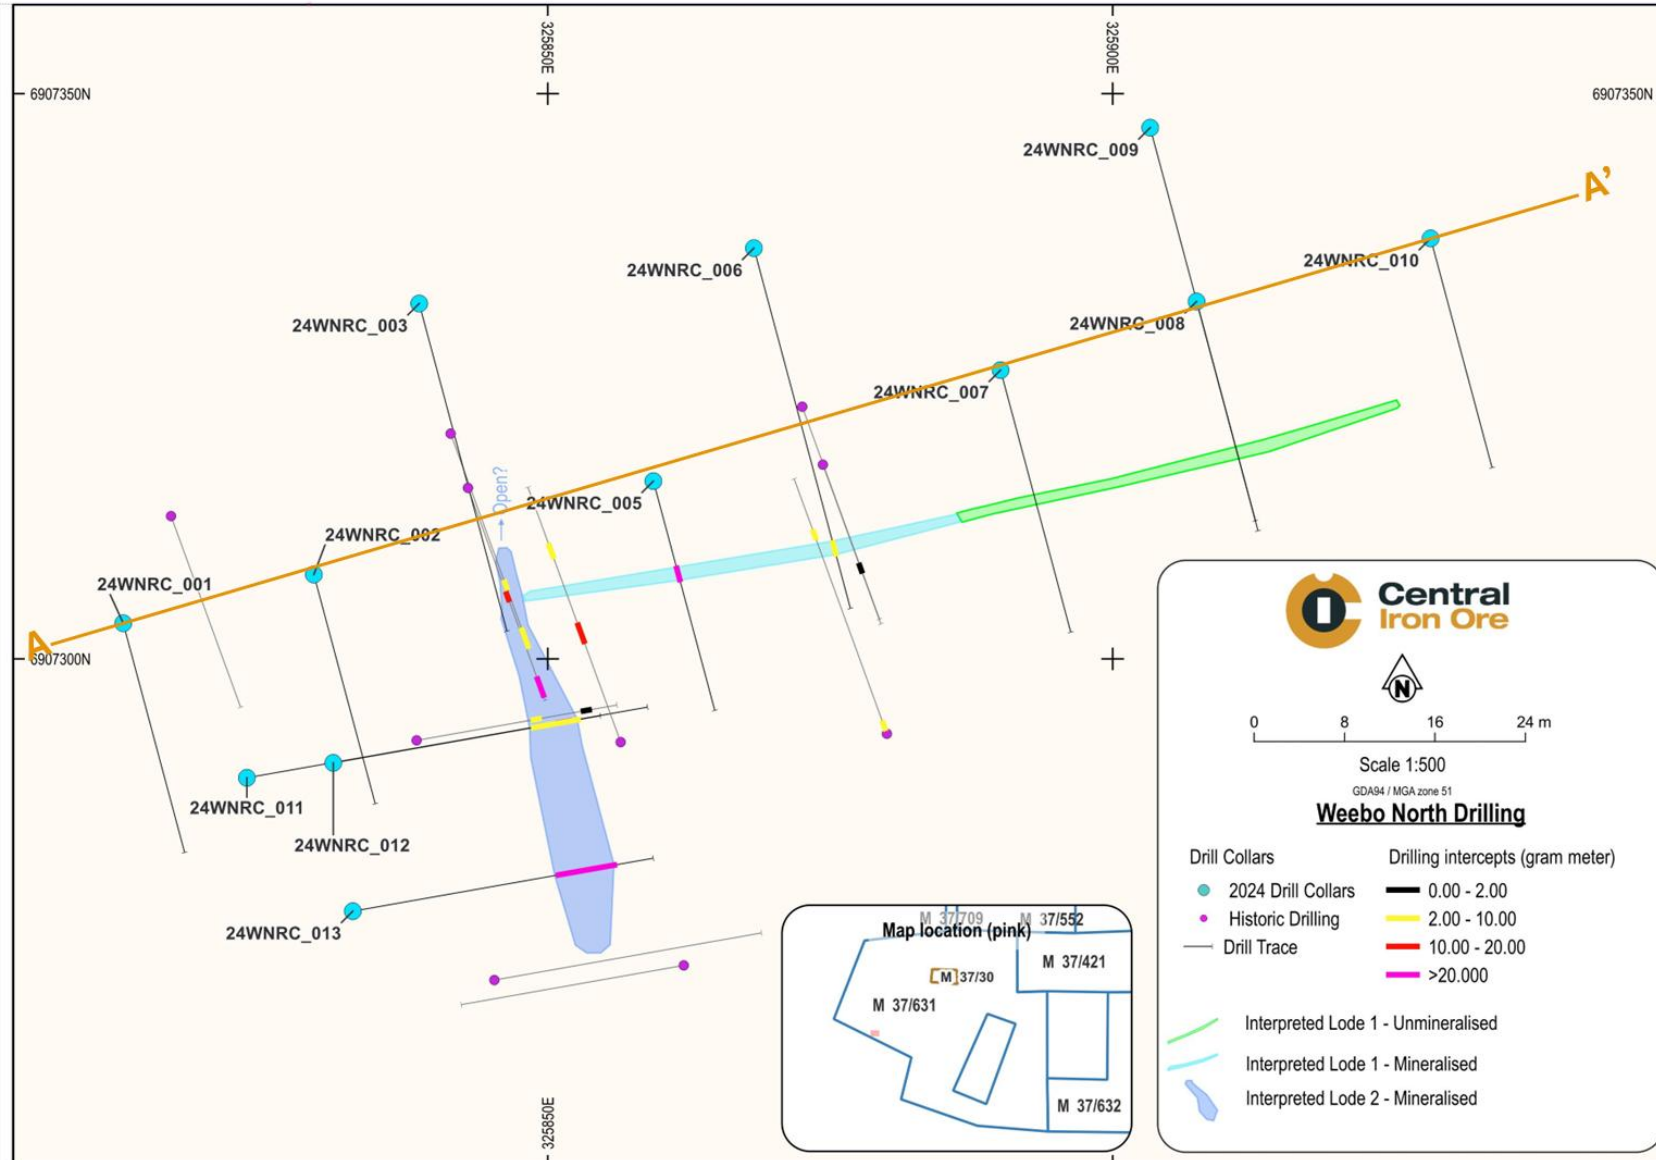 325850E
325900E
6907350N
6907350N
24WNRC_009
A'
24WNRC_006
24WNRC_010
24WNRC_003
24WNRC_008
24WNRC_007
Open?
24WNRC_005
24WNRC_002
24WNRC_001
A
6907300N
24WNRC_011
24WNRC_012
24WNRC_013
325850E
Central
Iron Ore
N
0 8 16 24 m
Scale 1:500
GDA94 / MGA zone 51
Weebo North Drilling
Drill Collars
2024 Drill Collars
Historic Drilling
Drill Trace
Drilling intercepts (gram meter)
0.00 - 2.00
2.00 - 10.00
10.00 - 20.00
>20.000
Interpreted Lode 1 - Unmineralised
Interpreted Lode 1 - Mineralised
Interpreted Lode 2 - Mineralised
M 37/709
M 37/552
Map location (pink)
M 37/421
M 37/30
M 37/631
M 37/632